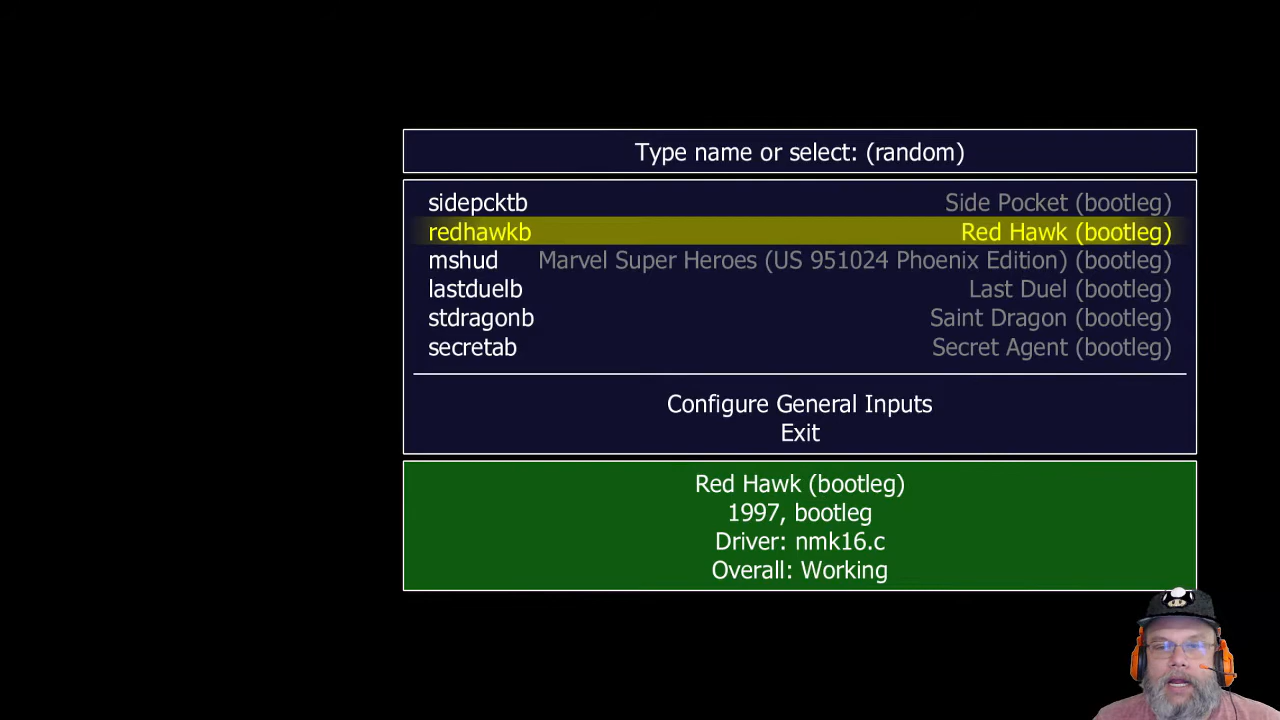 Type name or select: (random)
sidepcktb Side Pocket (bootleg)
redhawkb Red Hawk (bootleg)
mshud Marvel Super Heroes (US 951024 Phoenix Edition) (bootleg)
lastduelb Last Duel (bootleg)
stdragonb Saint Dragon (bootleg)
secretab Secret Agent (bootleg)
Configure General Inputs
Exit
Red Hawk (bootleg)
1997, bootleg
Driver: nmk16.c
Overall: Working